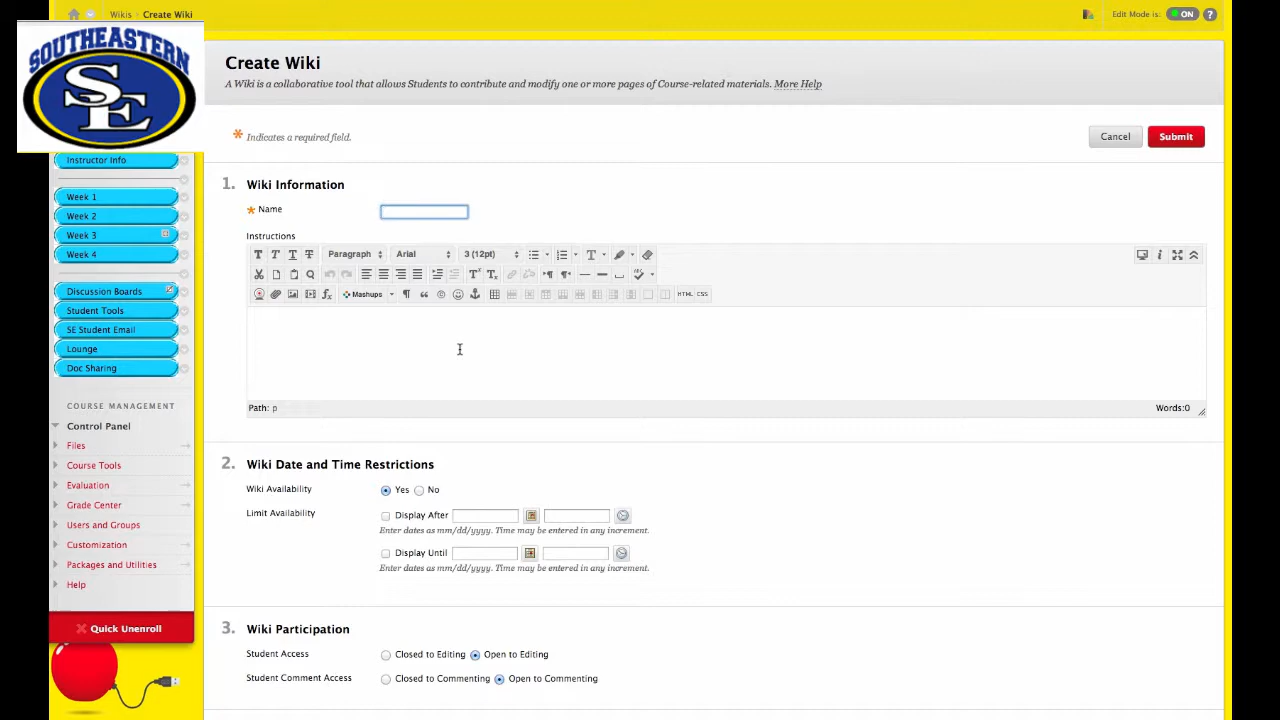 Wikis > Create Wiki
Edit Mode is: ON ?
SOUTHEASTERN
SE
Create Wiki
A Wiki is a collaborative tool that allows Students to contribute and modify one or more pages of Course-related materials. More Help
* Indicates a required field.
Cancel Submit
Instructor Info
Week 1
Week 2
Week 3
Week 4
Discussion Boards
Student Tools
SE Student Email
Lounge
Doc Sharing
COURSE MANAGEMENT
Control Panel
Files
Course Tools
Evaluation
Grade Center
Users and Groups
Customization
Packages and Utilities
Help
Quick Unenroll
1. Wiki Information
* Name
Instructions
T T T T Paragraph Arial 3 (12pt) T
Mashups HTML CSS
Path: p Words:0
2. Wiki Date and Time Restrictions
Wiki Availability Yes No
Limit Availability Display After
Enter dates as mm/dd/yyyy. Time may be entered in any increment.
Display Until
Enter dates as mm/dd/yyyy. Time may be entered in any increment.
3. Wiki Participation
Student Access Closed to Editing Open to Editing
Student Comment Access Closed to Commenting Open to Commenting